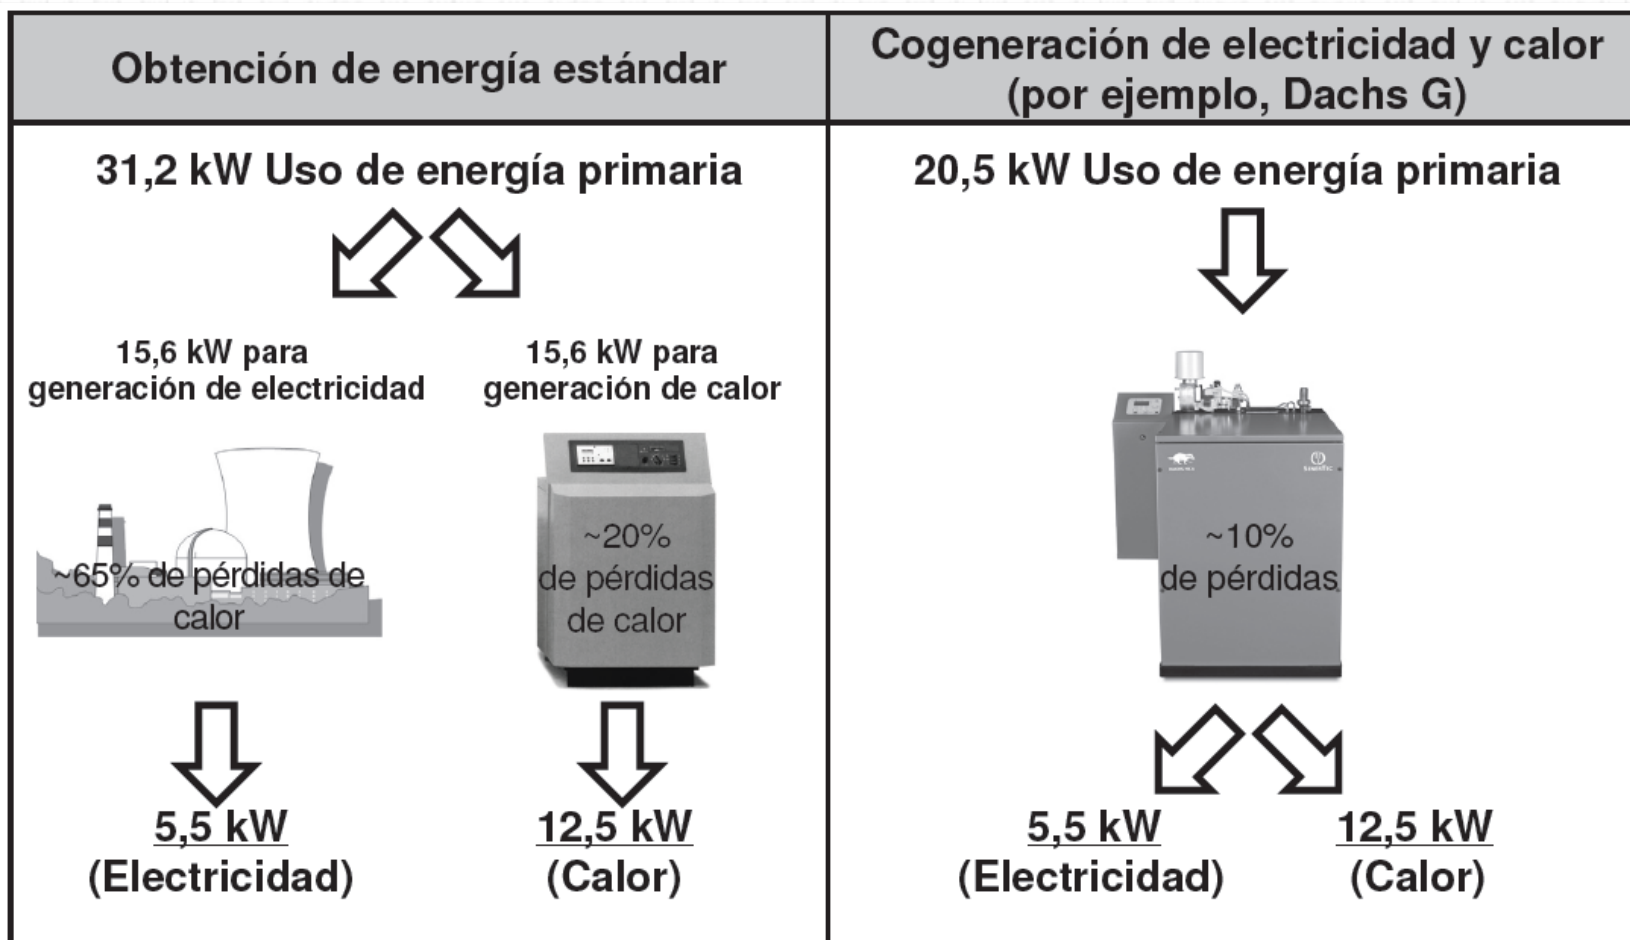 Obtención de energía estándar
Cogeneración de electricidad y calor
(por ejemplo, Dachs G)
31,2 kW Uso de energía primaria
15,6 kW para
generación de electricidad
15,6 kW para
generación de calor
~65% de pérdidas de
calor
~20%
de pérdidas
de calor
5,5 kW
(Electricidad)
12,5 kW
(Calor)
20,5 kW Uso de energía primaria
~10%
de pérdidas
5,5 kW
(Electricidad)
12,5 kW
(Calor)